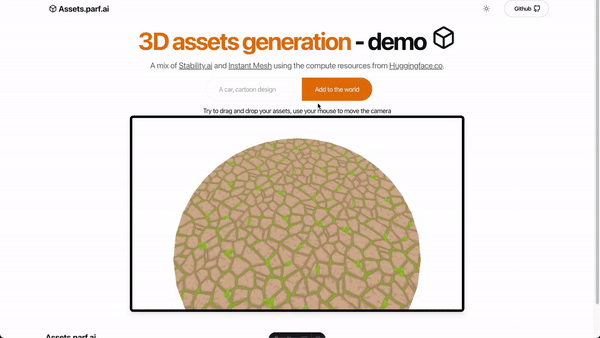 Assets.parf.ai
Github
3D assets generation - demo
A mix of Stability.ai and Instant Mesh using the compute resources from Huggingface.co.
A car, cartoon design
Add to the world
Try to drag and drop your assets, use your mouse to move the camera
Assets.parf.ai